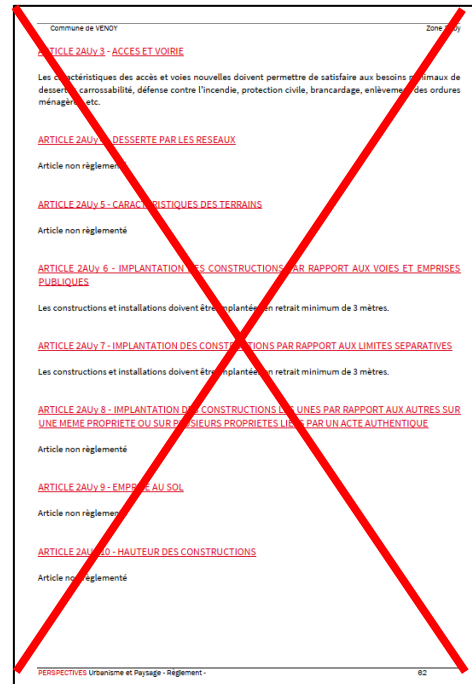 Commune de VENOY Zone
ARTICLE 2AUy 3 - ACCES ET VOIRIE
Les caractéristiques des accès et voies nouvelles doivent permettre de satisfaire aux besoins minimaux de
desserte, carrossabilité, défense contre l'incendie, protection civile, brancardage, enlèvement des ordures
ménagères, etc.
ARTICLE 2AUy DESSERTE PAR LES RESEAUX
Article non règlementé
ARTICLE 2AUy 5 - CARACTERISTIQUES DES TERRAINS
Article non règlementé
ARTICLE 2AUy 6 - IMPLANTATION DES CONSTRUCTIONS PAR RAPPORT AUX VOIES ET EMPRISES
PUBLIQUES
Les constructions et installations doivent être implantées en retrait minimum de 3 mètres.
ARTICLE 2AUy 7 - IMPLANTATION DES CONSTRUCTIONS PAR RAPPORT AUX LIMITES SEPARATIVES
Les constructions et installations doivent être implantées en retrait minimum de 3 mètres.
ARTICLE 2AUy 8 - IMPLANTATION DES CONSTRUCTIONS LES UNES PAR RAPPORT AUX AUTRES SUR
UNE MEME PROPRIETE OU SUR PLUSIEURS PROPRIETES LIEES PAR UN ACTE AUTHENTIQUE
Article non règlementé
ARTICLE 2AUy 9 - EMPRISE AU SOL
Article non règlementé
ARTICLE 2AUy 10 - HAUTEUR DES CONSTRUCTIONS
Article non règlementé
PERSPECTIVES Urbanisme et Paysage - Règlement - 62